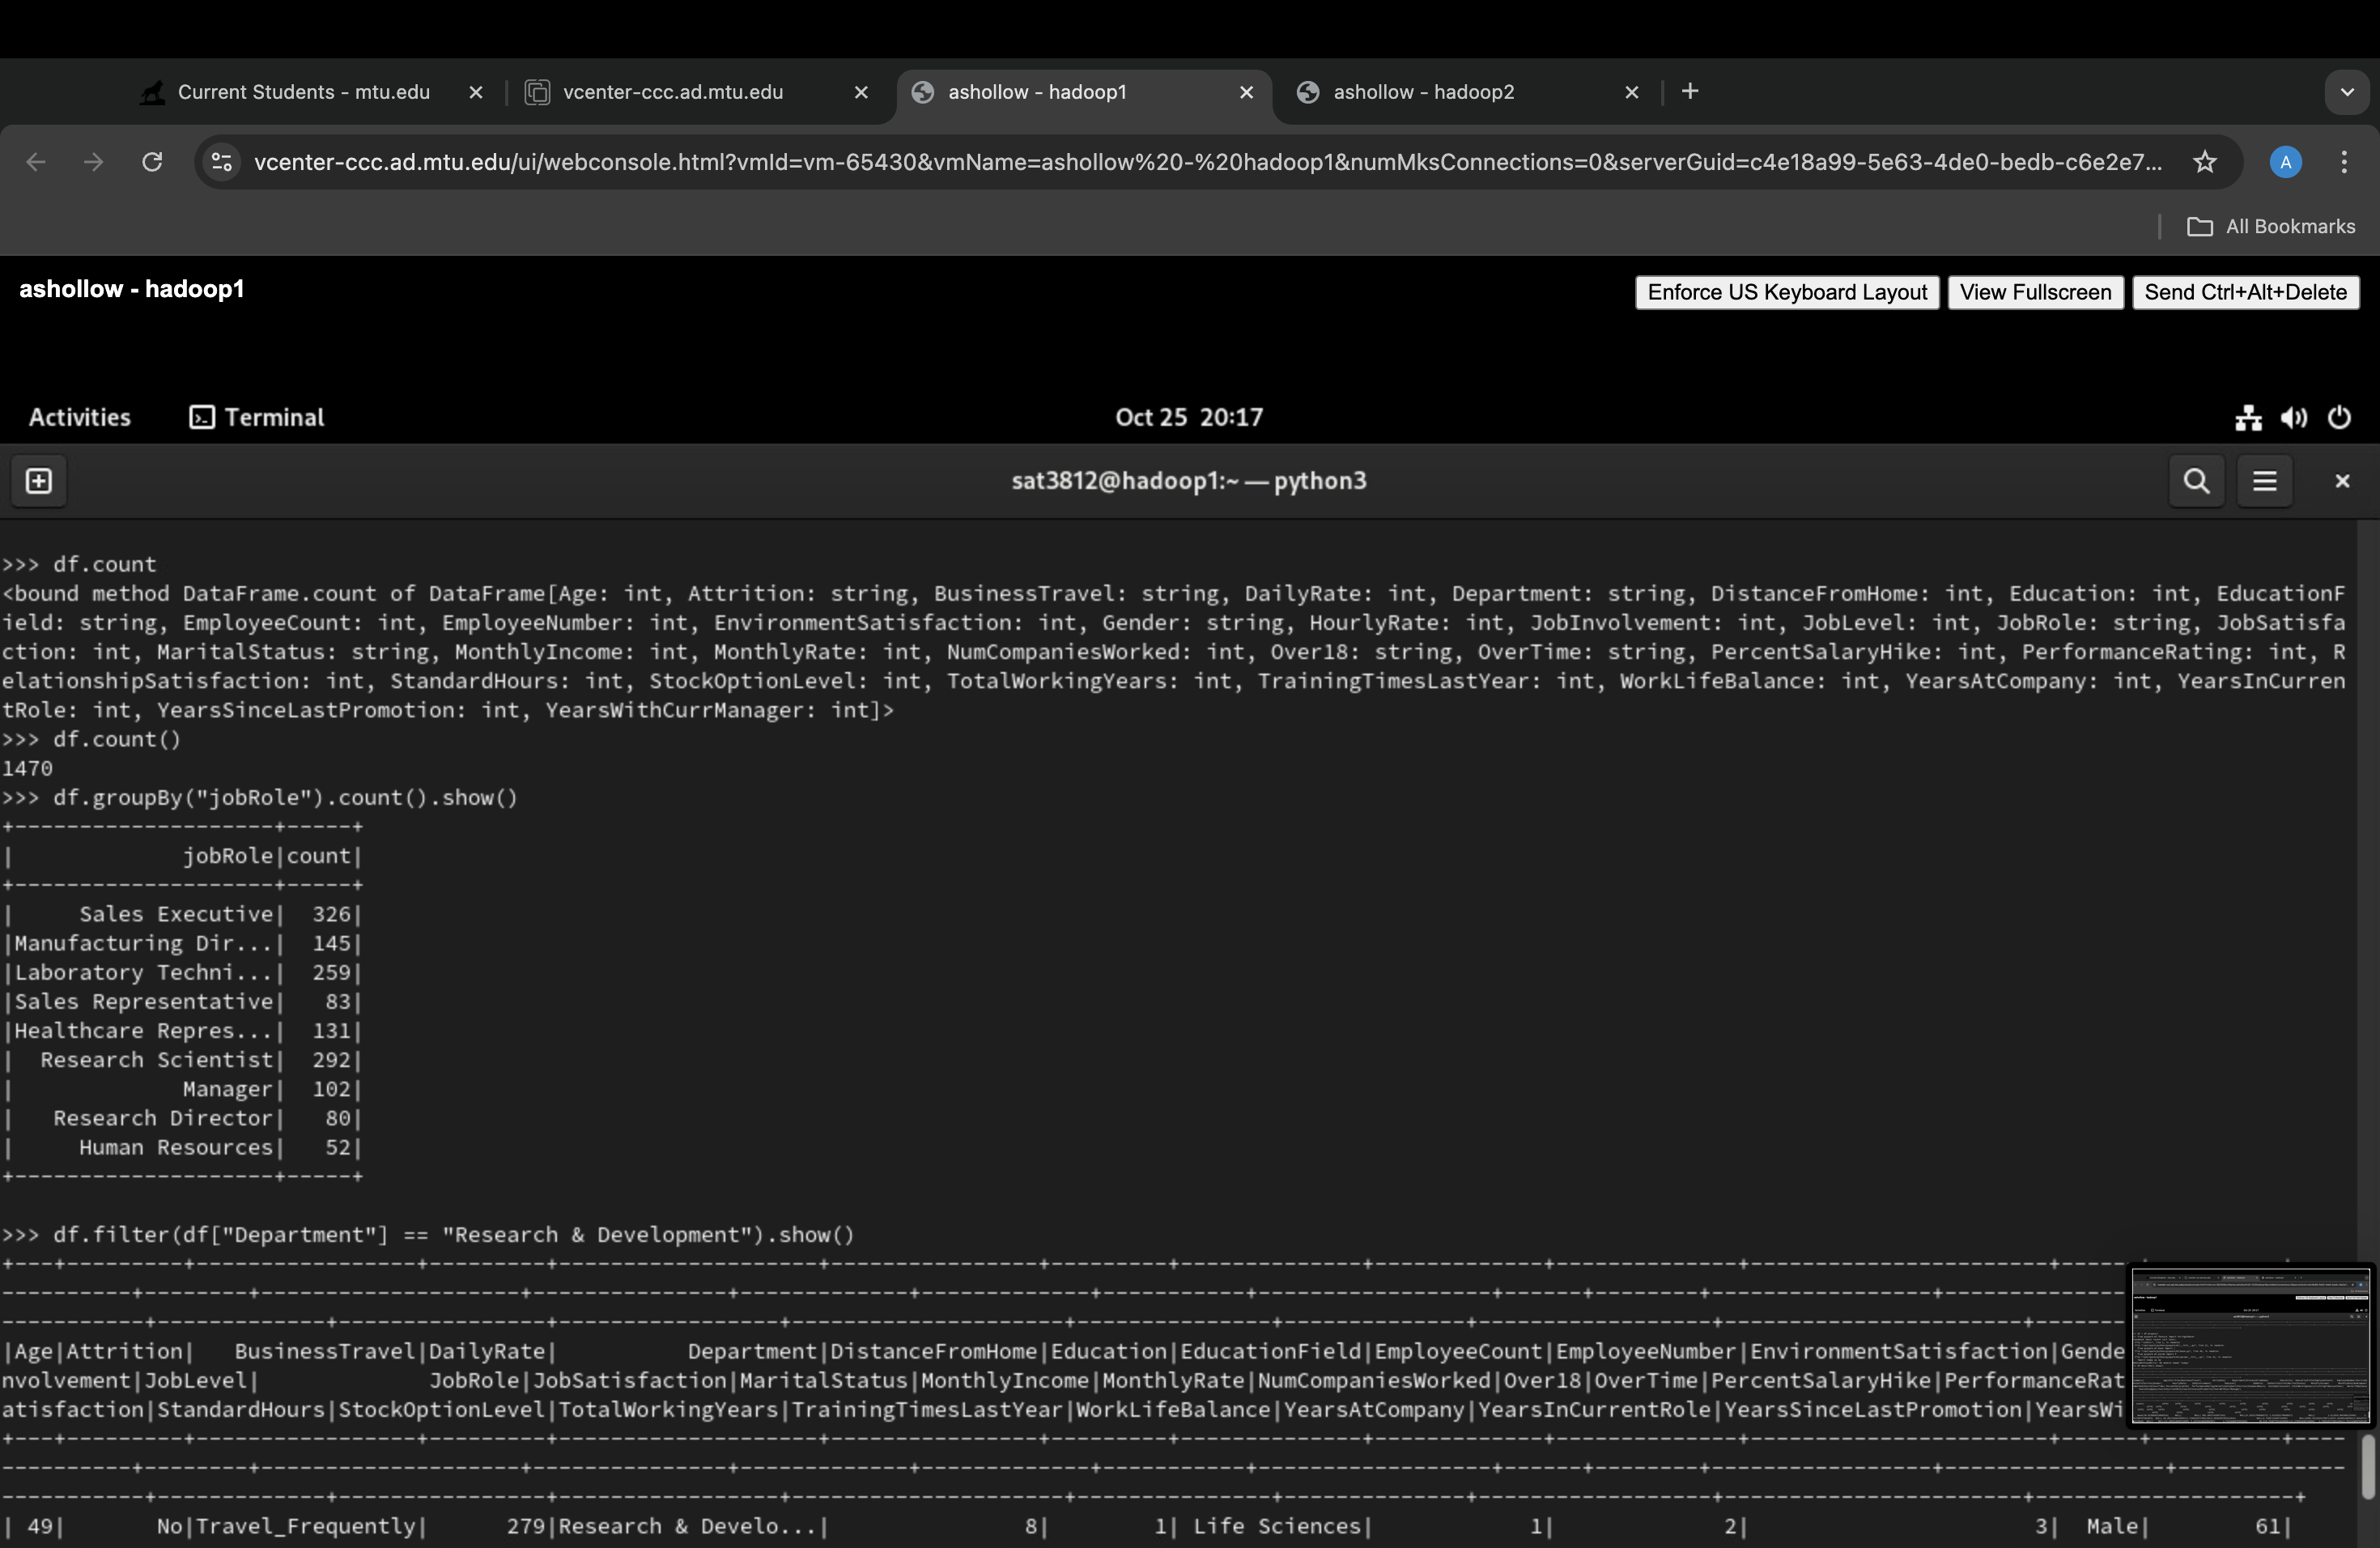 Current Students - mtu.edu
vcenter-ccc.ad.mtu.edu
ashollow - hadoop1
ashollow - hadoop2
vcenter-ccc.ad.mtu.edu/ui/webconsole.html?vmId=vm-65430&vmName=ashollow%20-%20hadoop1&numMksConnections=0&serverGuid=c4e18a99-5e63-4de0-bedb-c6e2e7...
A
All Bookmarks
ashollow - hadoop1
Enforce US Keyboard Layout
View Fullscreen
Send Ctrl+Alt+Delete
Activities
Terminal
Oct 25 20:17
sat3812@hadoop1:~ — python3
>>> df.count
<bound method DataFrame.count of DataFrame[Age: int, Attrition: string, BusinessTravel: string, DailyRate: int, Department: string, DistanceFromHome: int, Education: int, EducationF
ield: string, EmployeeCount: int, EmployeeNumber: int, EnvironmentSatisfaction: int, Gender: string, HourlyRate: int, JobInvolvement: int, JobLevel: int, JobRole: string, JobSatisfa
ction: int, MaritalStatus: string, MonthlyIncome: int, MonthlyRate: int, NumCompaniesWorked: int, Over18: string, OverTime: string, PercentSalaryHike: int, PerformanceRating: int, R
elationshipSatisfaction: int, StandardHours: int, StockOptionLevel: int, TotalWorkingYears: int, TrainingTimesLastYear: int, WorkLifeBalance: int, YearsAtCompany: int, YearsInCurren
tRole: int, YearsSinceLastPromotion: int, YearsWithCurrManager: int]>
>>> df.count()
1470
>>> df.groupBy("jobRole").count().show()
+--------------------+-----+
|             jobRole|count|
+--------------------+-----+
|     Sales Executive|  326|
|Manufacturing Dir...|  145|
|Laboratory Techni...|  259|
|Sales Representative|   83|
|Healthcare Repres...|  131|
|  Research Scientist|  292|
|             Manager|  102|
|   Research Director|   80|
|     Human Resources|   52|
+--------------------+-----+
>>> df.filter(df["Department"] == "Research & Development").show()
|Age|Attrition|   BusinessTravel|DailyRate|          Department|DistanceFromHome|Education|EducationField|EmployeeCount|EmployeeNumber|EnvironmentSatisfaction|Gende
nvolvement|JobLevel|             JobRole|JobSatisfaction|MaritalStatus|MonthlyIncome|MonthlyRate|NumCompaniesWorked|Over18|OverTime|PercentSalaryHike|PerformanceRat
atisfaction|StandardHours|StockOptionLevel|TotalWorkingYears|TrainingTimesLastYear|WorkLifeBalance|YearsAtCompany|YearsInCurrentRole|YearsSinceLastPromotion|YearsWi
| 49|       No|Travel_Frequently|      279|Research & Develo...|               8|        1| Life Sciences|            1|             2|                      3|  Male|        61|